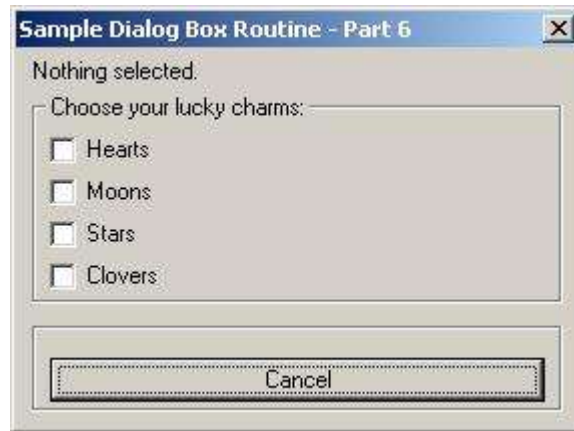 Sample Dialog Box Routine - Part 6
Nothing selected.
Choose your lucky charms:
Hearts
Moons
Stars
Clovers
Cancel